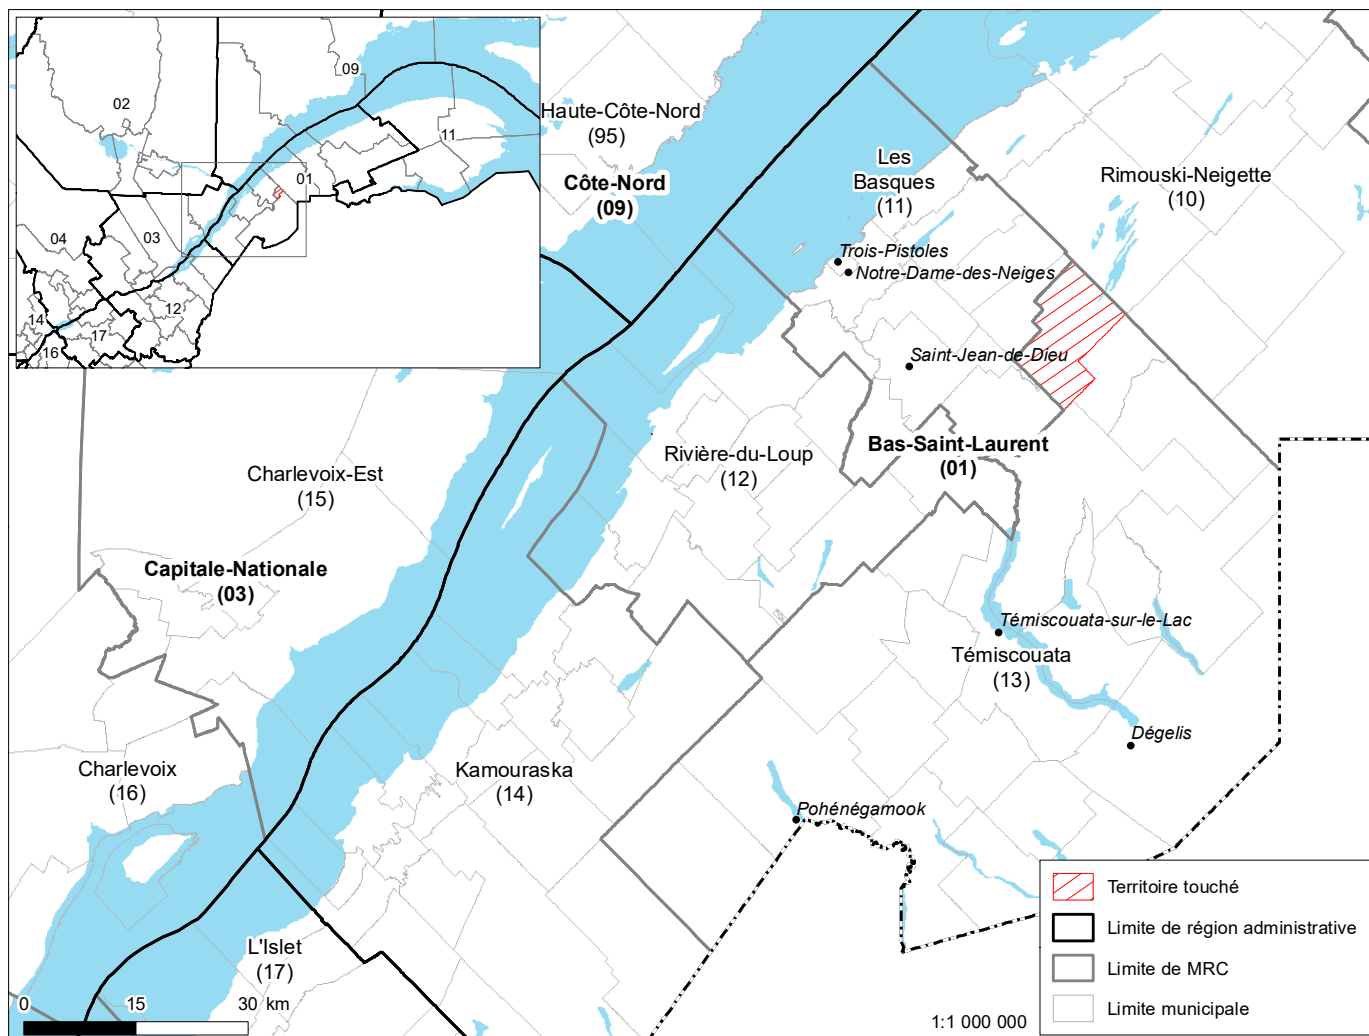 09
02
11
01
04
03
12
14
17
16
Haute-Côte-Nord
(95)
Côte-Nord
(09)
Les
Basques
(11)
Rimouski-Neigette
(10)
Trois-Pistoles
Notre-Dame-des-Neiges
Saint-Jean-de-Dieu
Bas-Saint-Laurent
(01)
Rivière-du-Loup
(12)
Charlevoix-Est
(15)
Capitale-Nationale
(03)
Témiscouata-sur-le-Lac
Témiscouata
(13)
Dégelis
Charlevoix
(16)
Kamouraska
(14)
Pohénégamook
L'Islet
(17)
0 15 30 km
1:1 000 000
Territoire touché
Limite de région administrative
Limite de MRC
Limite municipale